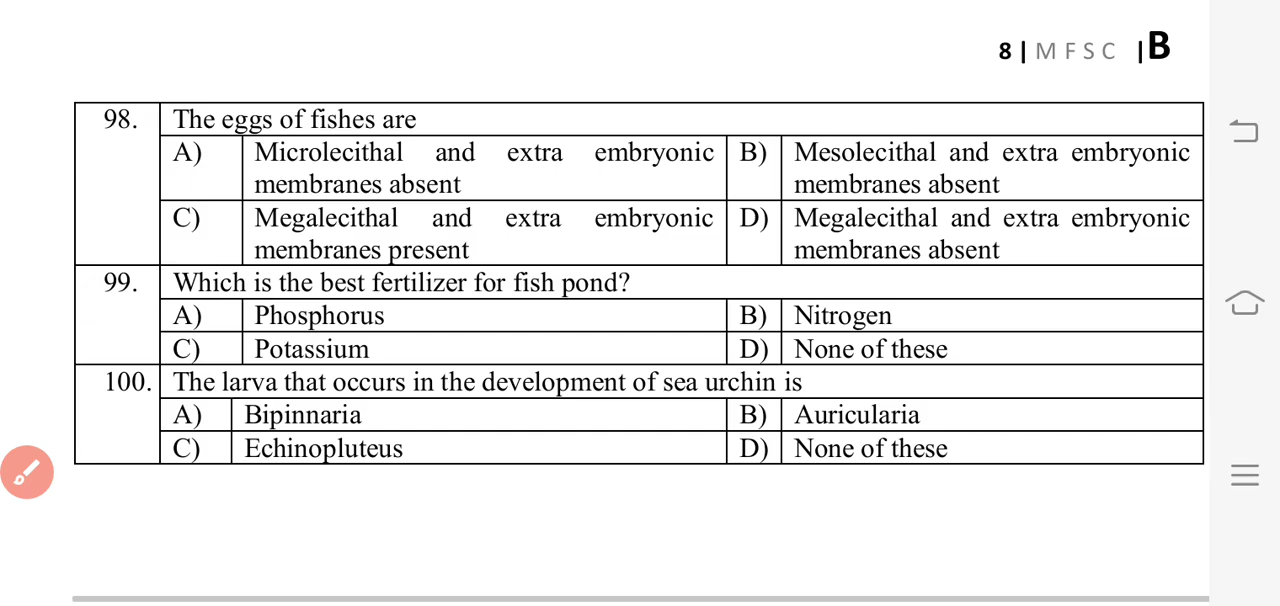 8 | M F S C | B
98. The eggs of fishes are
A) Microlecithal and extra embryonic membranes absent B) Mesolecithal and extra embryonic membranes absent
C) Megalecithal and extra embryonic membranes present D) Megalecithal and extra embryonic membranes absent
99. Which is the best fertilizer for fish pond?
A) Phosphorus B) Nitrogen
C) Potassium D) None of these
100. The larva that occurs in the development of sea urchin is
A) Bipinnaria B) Auricularia
C) Echinopluteus D) None of these